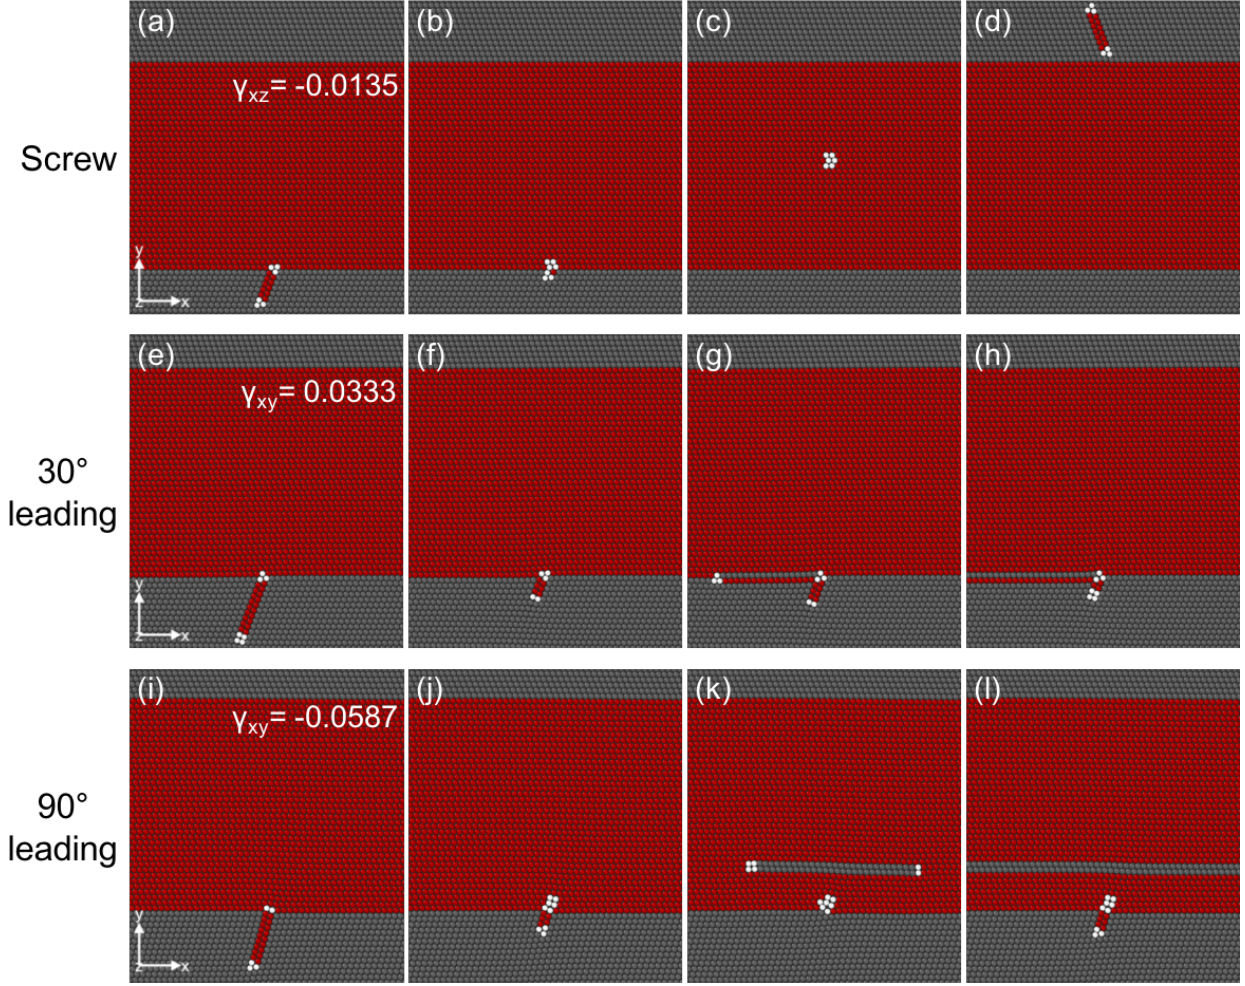 (a)
(b)
(c)
(d)
γxz= -0.0135
Screw
y
z
x
(e)
(f)
(g)
(h)
γxy= 0.0333
30°
leading
y
z
x
(i)
(j)
(k)
(l)
γxy= -0.0587
90°
leading
y
z
x